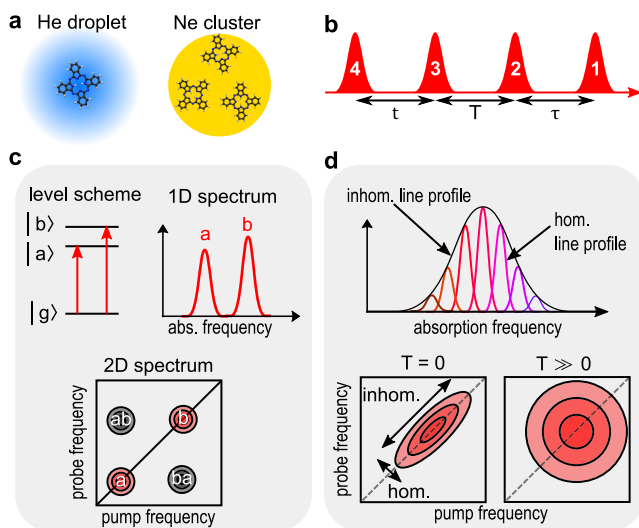 a
He droplet
Ne cluster
b
4 3 2 1
t T τ
c
level scheme
1D spectrum
|b⟩
|a⟩
|g⟩
a b
abs. frequency
2D spectrum
probe frequency
ab b
a ba
pump frequency
d
inhom. line profile
hom.
line profile
absorption frequency
T = 0
T ≫ 0
probe frequency
inhom.
hom.
pump frequency